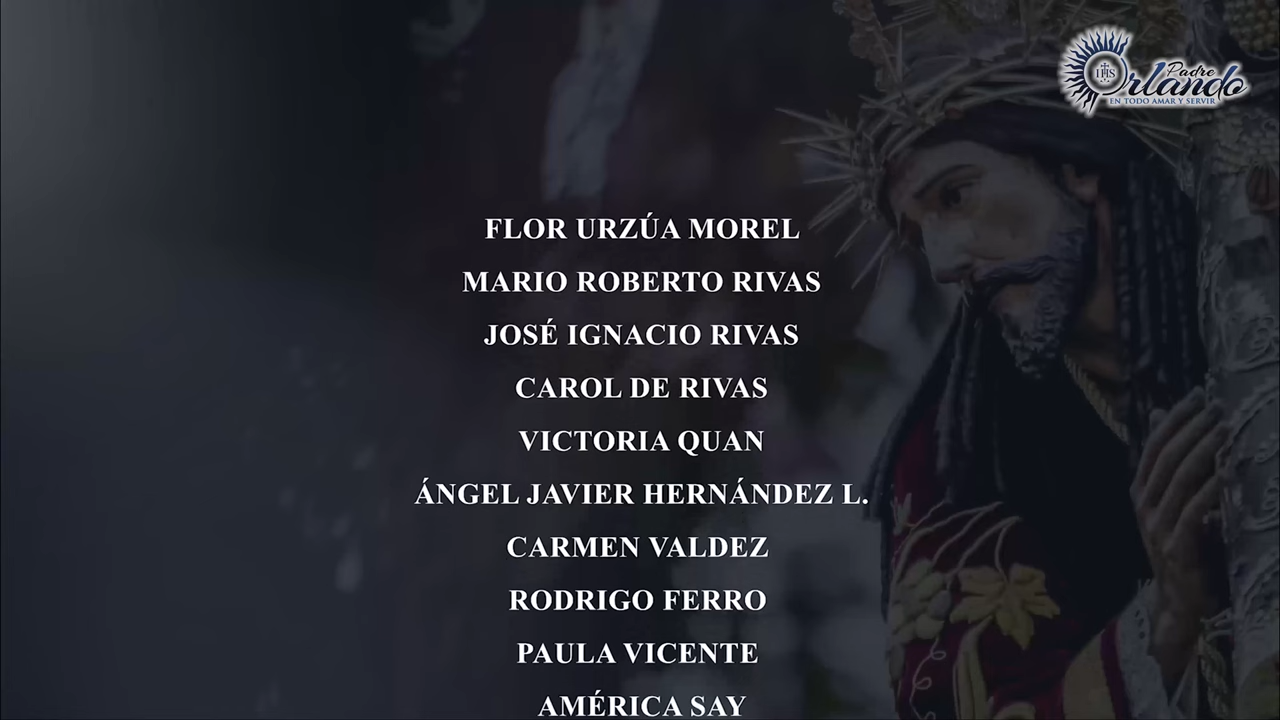 IHS
Padre
Orlando
EN TODO AMAR Y SERVIR
FLOR URZÚA MOREL
MARIO ROBERTO RIVAS
JOSÉ IGNACIO RIVAS
CAROL DE RIVAS
VICTORIA QUAN
ÁNGEL JAVIER HERNÁNDEZ L.
CARMEN VALDEZ
RODRIGO FERRO
PAULA VICENTE
AMÉRICA SAY